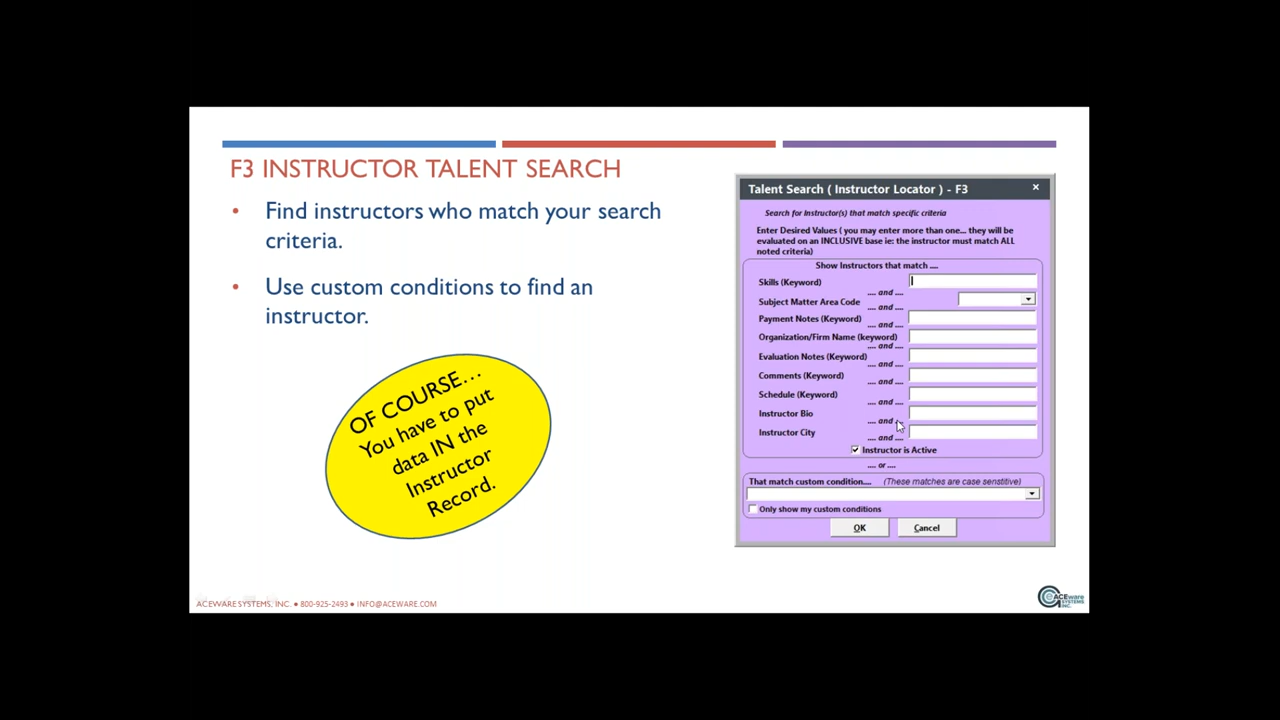 F3 INSTRUCTOR TALENT SEARCH
• Find instructors who match your search
criteria.
• Use custom conditions to find an
instructor.
OF COURSE…
You have to put
data IN the
Instructor
Record.
Talent Search ( Instructor Locator ) - F3 ×
Search for Instructor(s) that match specific criteria
Enter Desired Values ( you may enter more than one... they will be
evaluated on an INCLUSIVE base ie: the instructor must match ALL
noted criteria)
Show Instructors that match ....
Skills (Keyword)
.... and ....
Subject Matter Area Code
.... and ....
Payment Notes (Keyword)
.... and ....
Organization/Firm Name (keyword)
.... and ....
Evaluation Notes (Keyword)
.... and ....
Comments (Keyword)
.... and ....
Schedule (Keyword)
.... and ....
Instructor Bio
.... and ....
Instructor City
.... and ....
Instructor is Active
.... or ....
That match custom condition.... (These matches are case sensitive)
Only show my custom conditions
OK Cancel
ACEWARE SYSTEMS, INC. ● 800-925-2493 ● INFO@ACEWARE.COM
ACEware
SYSTEMS
INC.